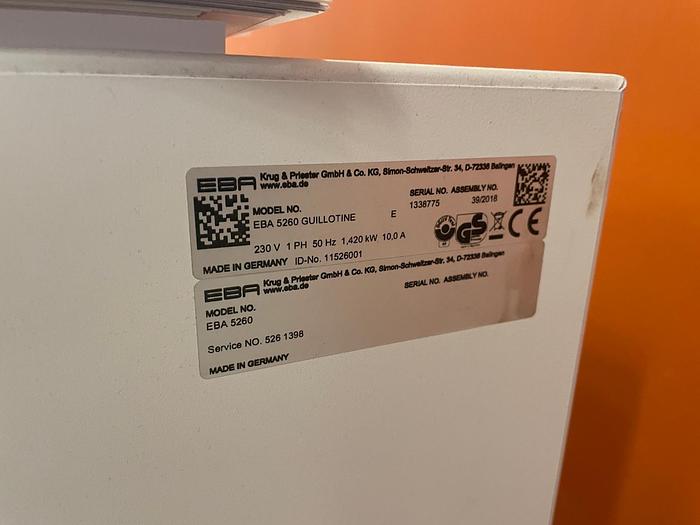 EBA Krug & Priester GmbH & Co. KG, Simon-Schweitzer-Str. 34, D-72336 Balingen
www.eba.de
SERIAL NO. ASSEMBLY NO.
MODEL NO. 1338775 39/2018
EBA 5260 GUILLOTINE E
230 V 1 PH 50 Hz 1,420 kW 10,0 A
GS CE
MADE IN GERMANY ID-No. 11526001
EBA Krug & Priester GmbH & Co. KG, Simon-Schweitzer-Str. 34, D-72336 Balingen
www.eba.de
SERIAL NO. ASSEMBLY NO.
MODEL NO.
EBA 5260
Service NO. 526 1398
MADE IN GERMANY